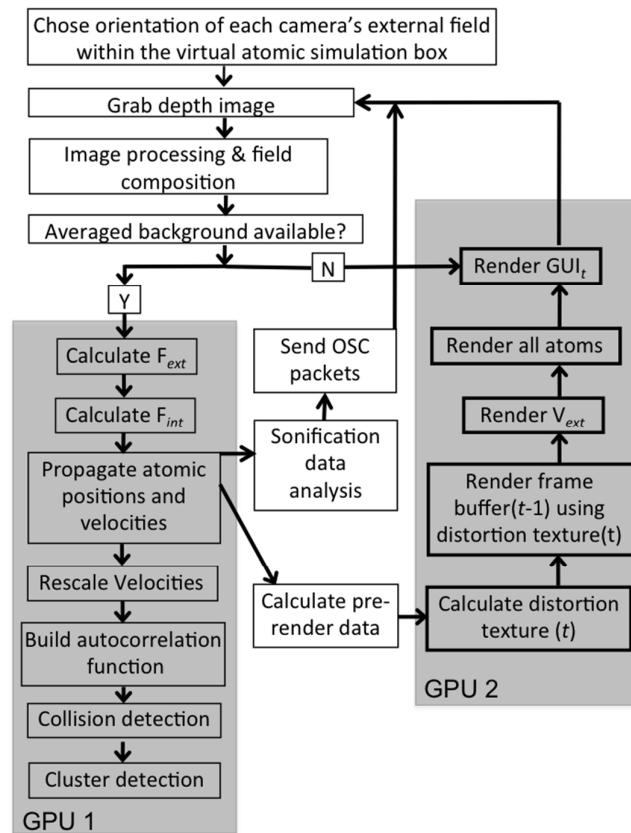 Chose orientation of each camera's external field
within the virtual atomic simulation box
Grab depth image
Image processing & field
composition
Averaged background available?
N
Y
Calculate Fext
Calculate Fint
Propagate atomic
positions and
velocities
Rescale Velocities
Build autocorrelation
function
Collision detection
Cluster detection
GPU 1
Send OSC
packets
Sonification
data
analysis
Calculate pre-
render data
Render GUIt
Render all atoms
Render Vext
Render frame
buffer(t-1) using
distortion texture(t)
Calculate distortion
texture (t)
GPU 2